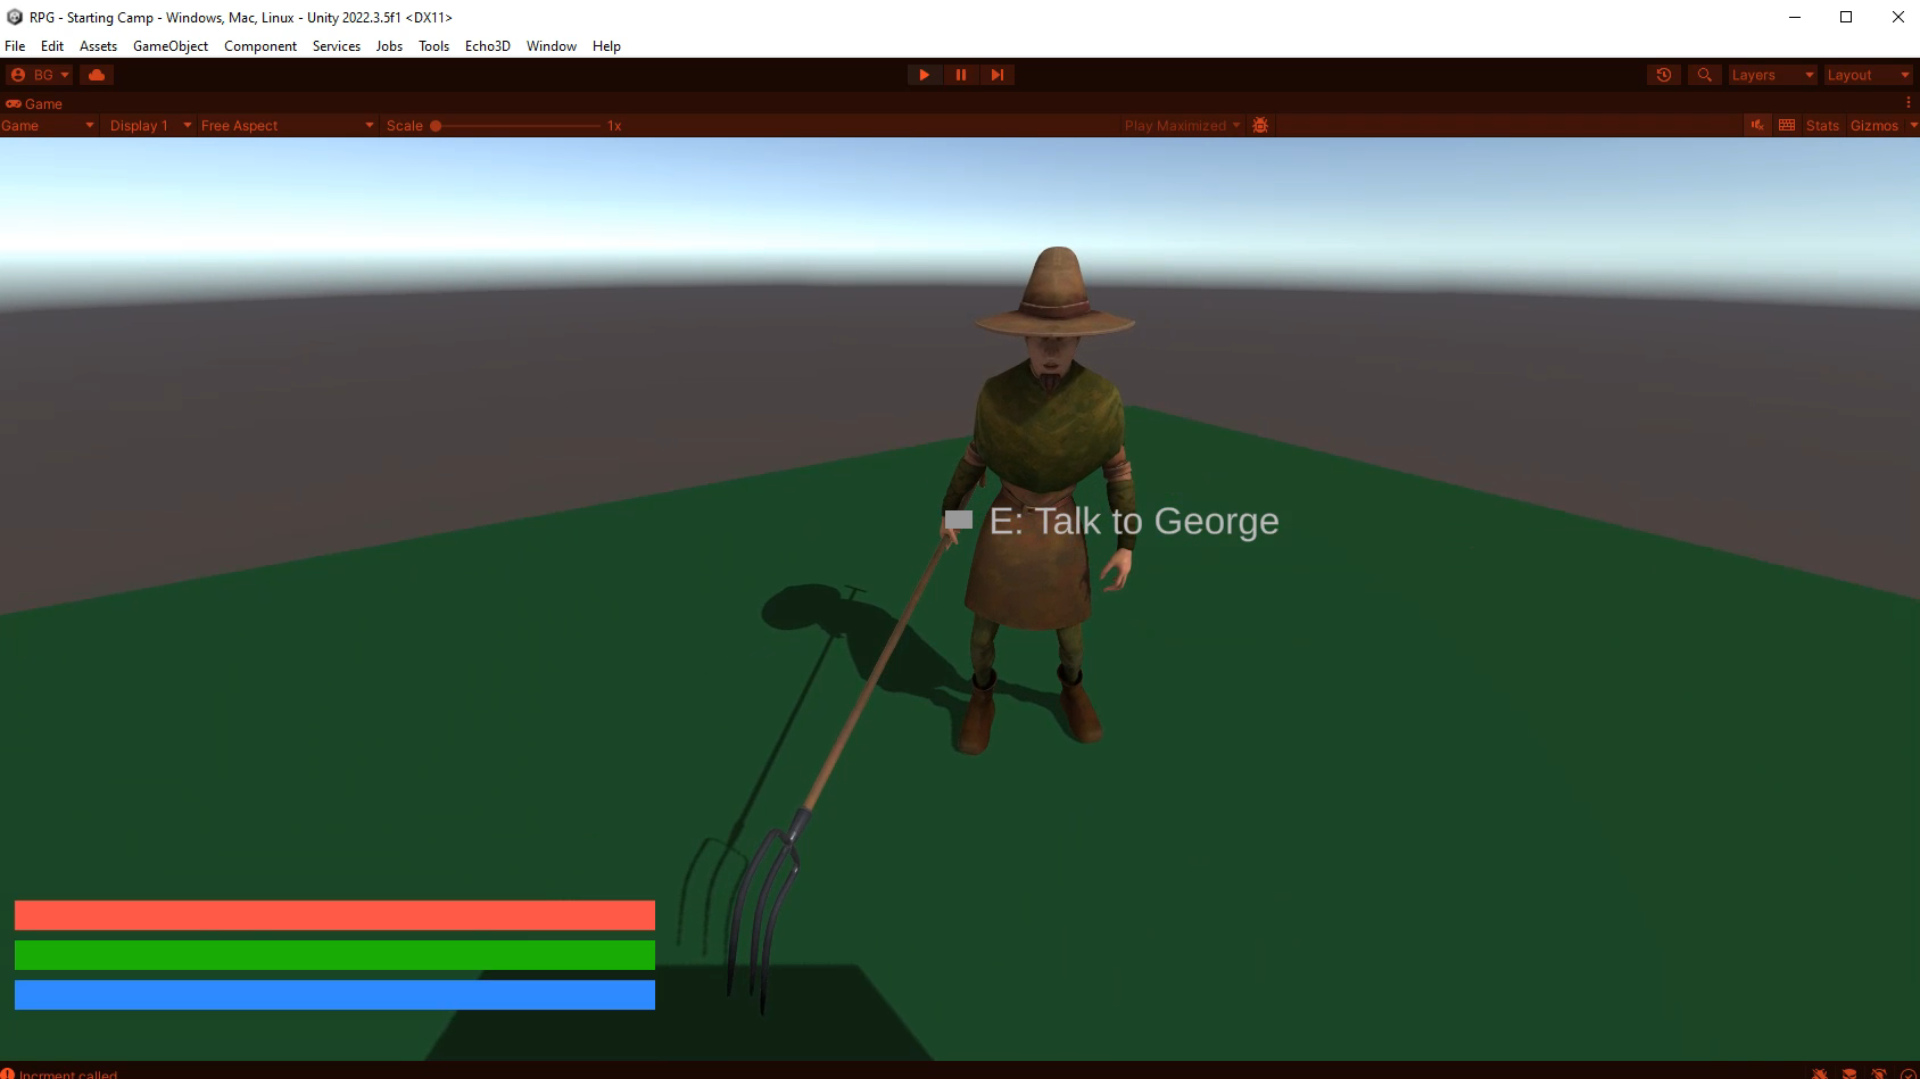 RPG - Starting Camp - Windows, Mac, Linux - Unity 2022.3.5f1 <DX11>
File Edit Assets GameObject Component Services Jobs Tools Echo3D Window Help
BG Layers Layout
Game
Game Display 1 Free Aspect Scale 1x Play Maximized Stats Gizmos
E: Talk to George
Incrment called